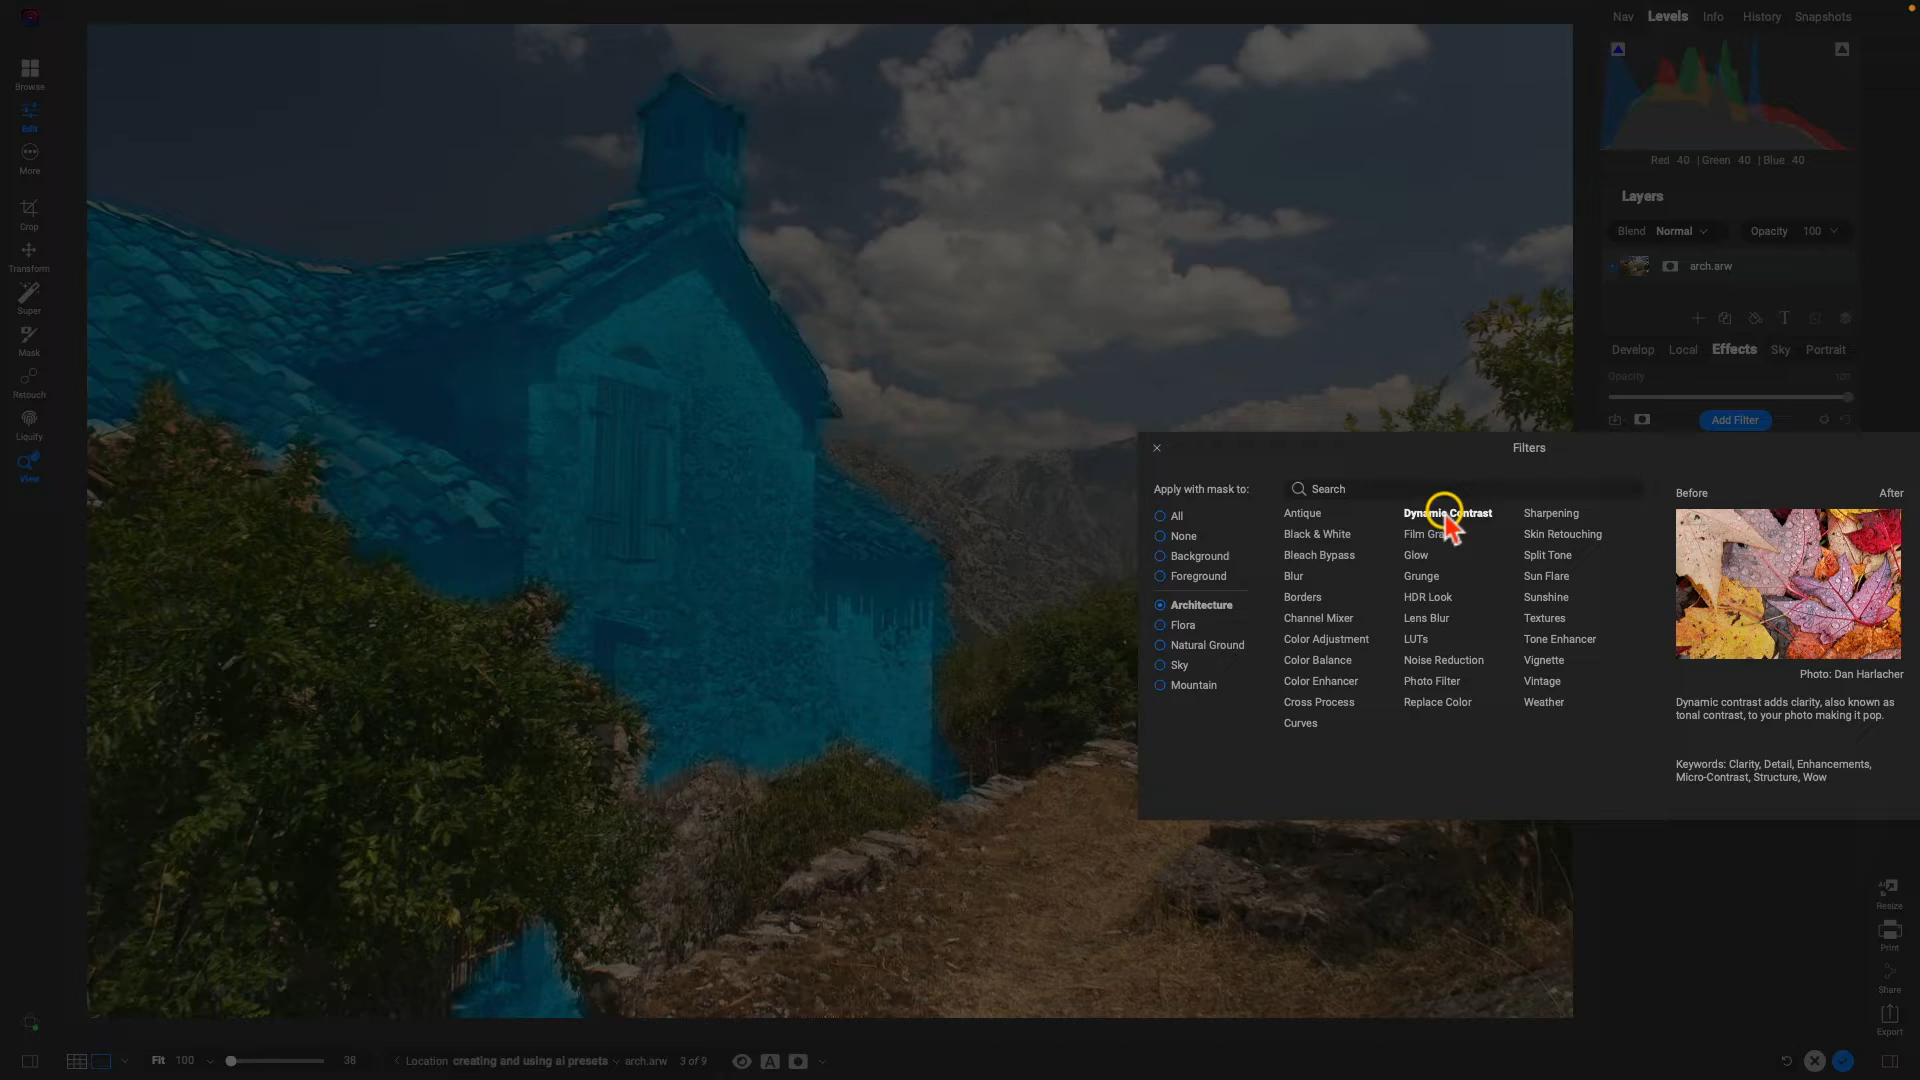 Nav Levels Info History Snapshots
Browse
Edit
More
Crop
Transform
Super
Mask
Retouch
Liquify
View
Red 40 | Green 40 | Blue 40
Layers
Blend Normal Opacity 100
arch.arw
T
Develop Local Effects Sky Portrait
Opacity 100
Add Filter
Filters
Apply with mask to:
All
None
Background
Foreground
Architecture
Flora
Natural Ground
Sky
Mountain
Search
Antique
Black & White
Bleach Bypass
Blur
Borders
Channel Mixer
Color Adjustment
Color Balance
Color Enhancer
Cross Process
Curves
Dynamic Contrast
Film
Glow
Grunge
HDR Look
Lens Blur
LUTs
Noise Reduction
Photo Filter
Replace Color
Sharpening
Skin Retouching
Split Tone
Sun Flare
Sunshine
Textures
Tone Enhancer
Vignette
Vintage
Weather
Before After
Photo: Dan Harlacher
Dynamic contrast adds clarity, also known as
tonal contrast, to your photo making it pop.
Keywords: Clarity, Detail, Enhancements,
Micro-Contrast, Structure, Wow
Resize
Print
Share
Export
Fit 100 38 Location creating and using ai presets arch.arw 3 of 9 A